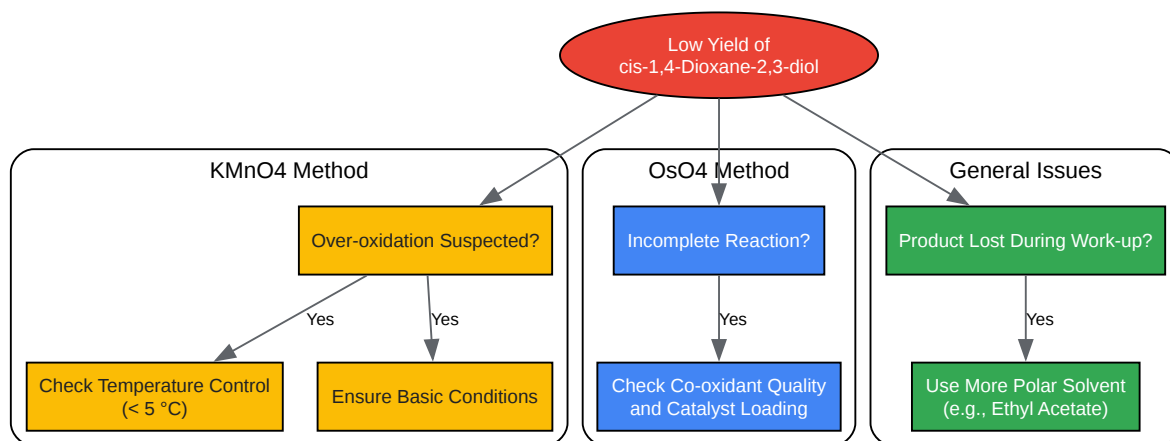 Low Yield of
cis-1,4-Dioxane-2,3-diol
KMnO4 Method
OsO4 Method
General Issues
Over-oxidation Suspected?
Incomplete Reaction?
Product Lost During Work-up?
Yes
Yes
Yes
Yes
Check Temperature Control
(< 5 °C)
Ensure Basic Conditions
Check Co-oxidant Quality
and Catalyst Loading
Use More Polar Solvent
(e.g., Ethyl Acetate)